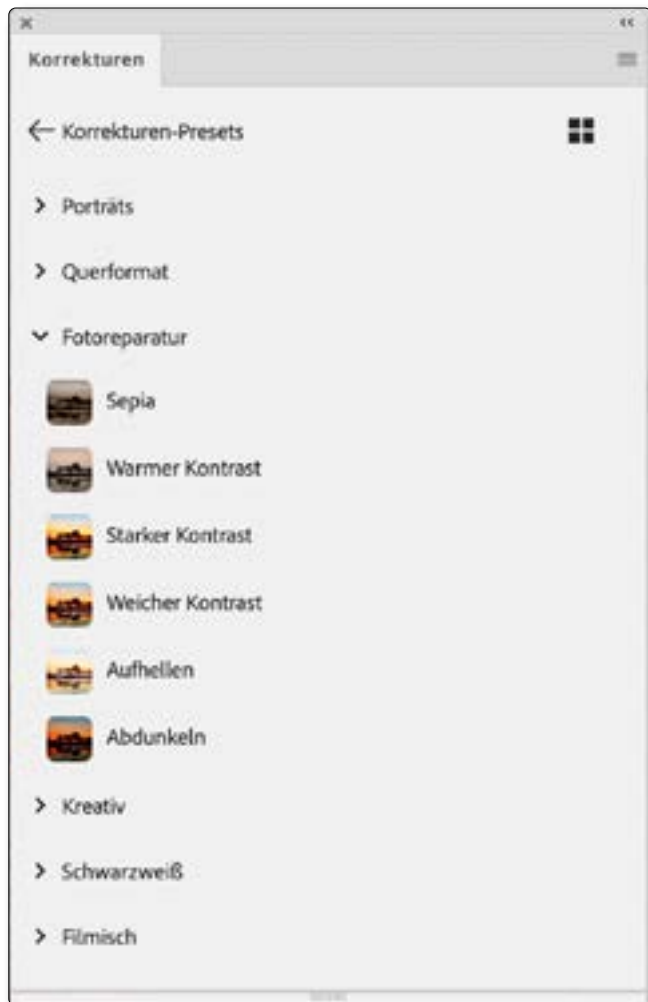 Korrekturen
Korrekturen-Presets
Porträts
Querformat
Fotoreparatur
Sepia
Warmer Kontrast
Starker Kontrast
Weicher Kontrast
Aufhellen
Abdunkeln
Kreativ
Schwarzweiß
Filmisch